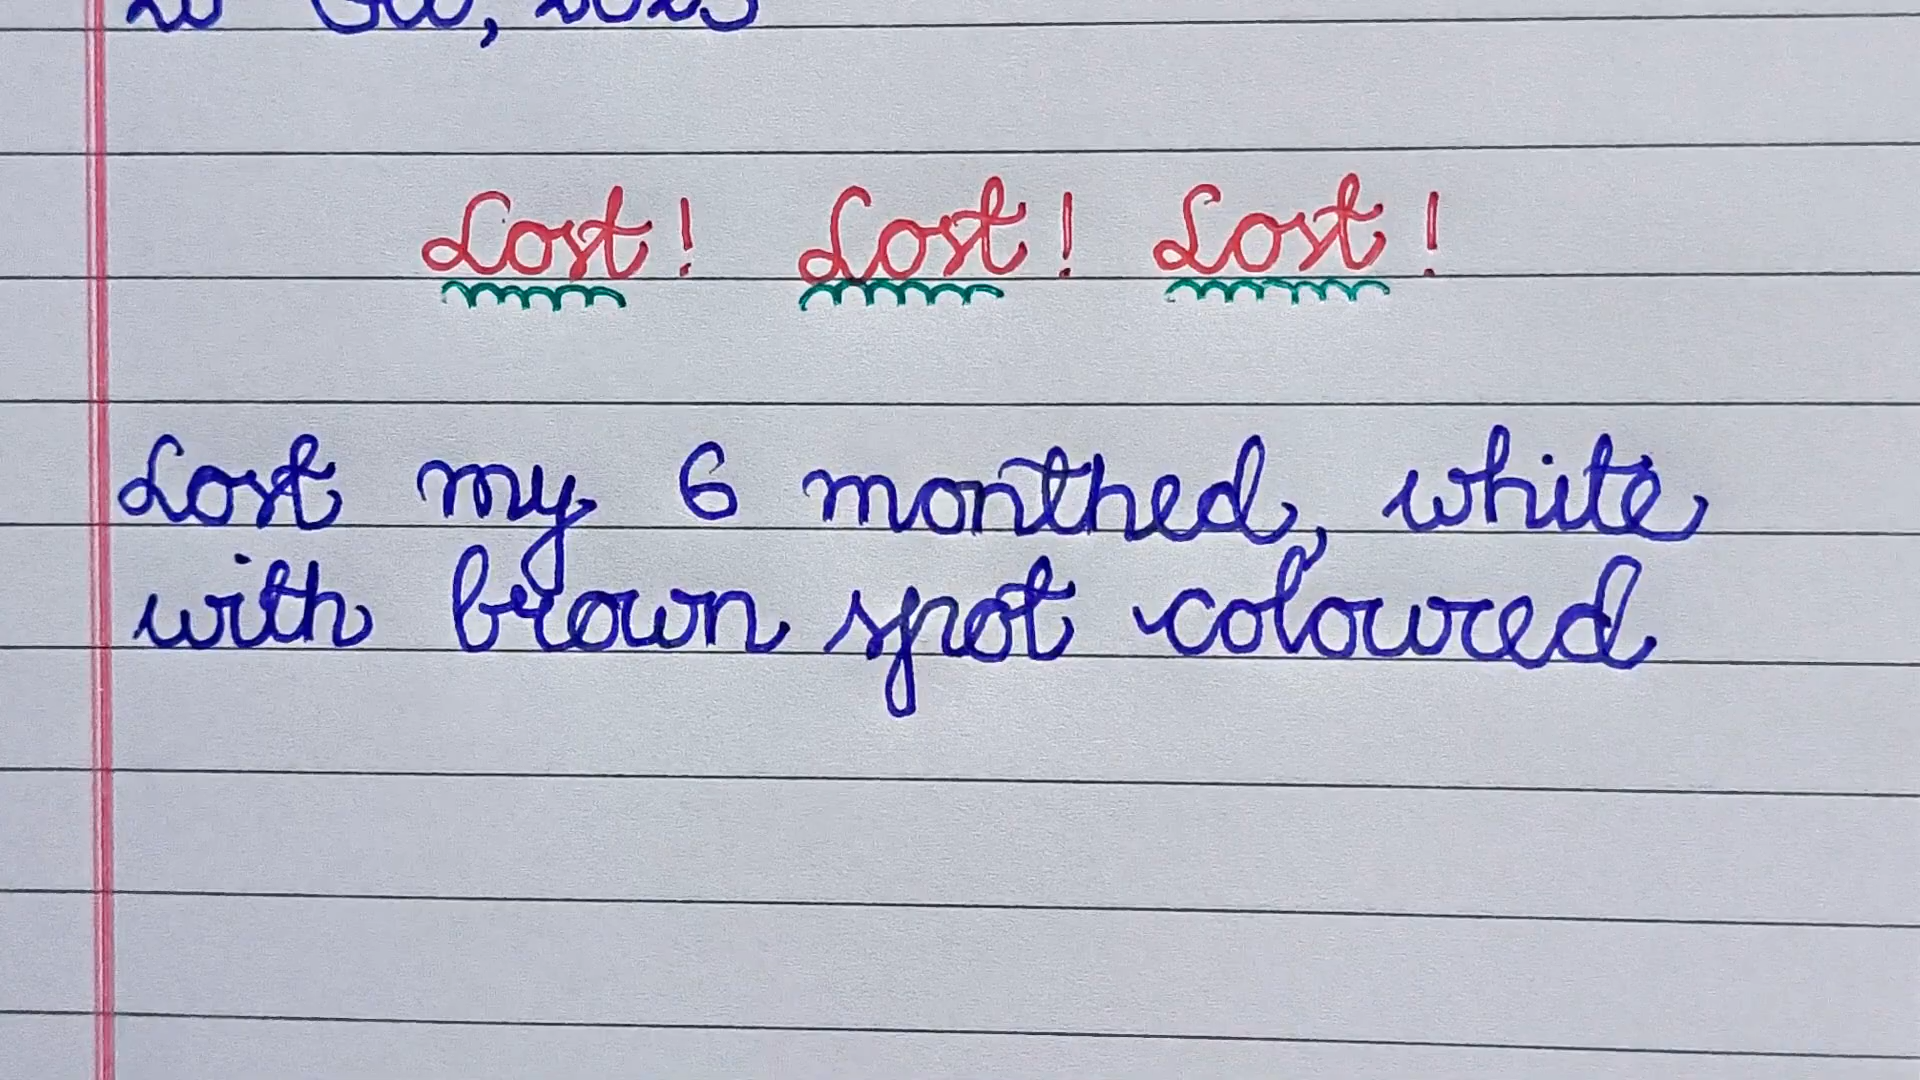 Lost! Lost! Lost!
Lost my 6 monthed, white
with brown spot coloured